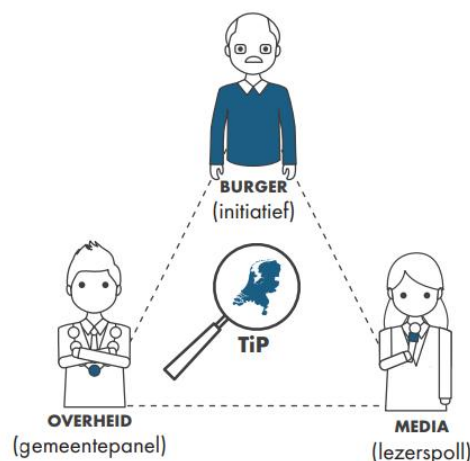 BURGER
(initiatief)
TiP
OVERHEID
(gemeentepanel)
MEDIA
(lezerspoll)